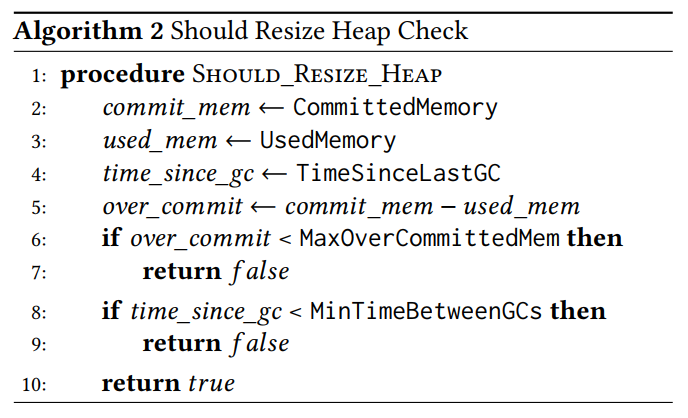 Algorithm 2 Should Resize Heap Check
1: procedure Should_Resize_Heap
2: commit_mem ← CommittedMemory
3: used_mem ← UsedMemory
4: time_since_gc ← TimeSinceLastGC
5: over_commit ← commit_mem − used_mem
6: if over_commit < MaxOverCommittedMem then
7: return false
8: if time_since_gc < MinTimeBetweenGCs then
9: return false
10: return true